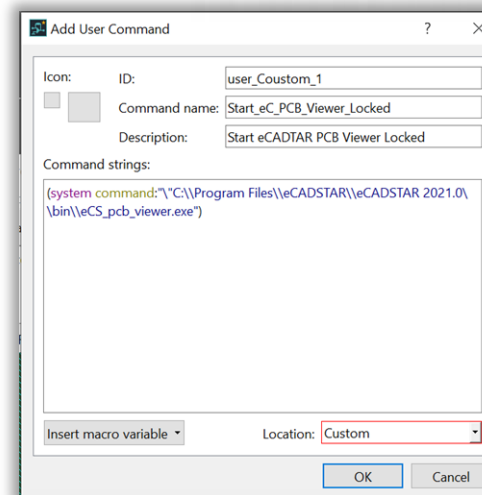 Add User Command
Icon:
ID: user_Coustom_1
Command name: Start_eC_PCB_Viewer_Locked
Description: Start eCADTAR PCB Viewer Locked
Command strings:
(system command:"\"C:\\Program Files\\eCADSTAR\\eCADSTAR 2021.0\
\bin\\eCS_pcb_viewer.exe")
Insert macro variable
Location: Custom
OK
Cancel